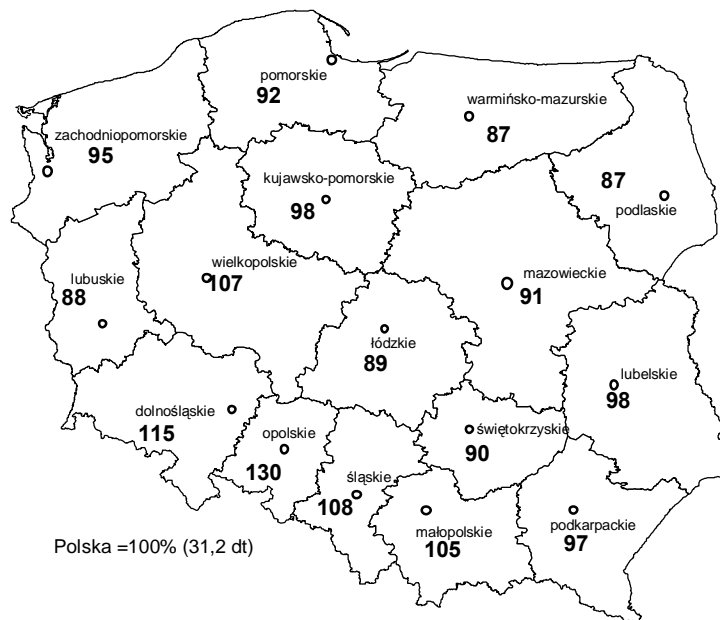 pomorskie
92
warmińsko-mazurskie
87
zachodniopomorskie
95
kujawsko-pomorskie
98
87
podlaskie
wielkopolskie
107
mazowieckie
91
lubuskie
88
łódzkie
89
lubelskie
98
dolnośląskie
115
opolskie
130
świętokrzyskie
90
śląskie
108
małopolskie
105
podkarpackie
97
Polska =100% (31,2 dt)